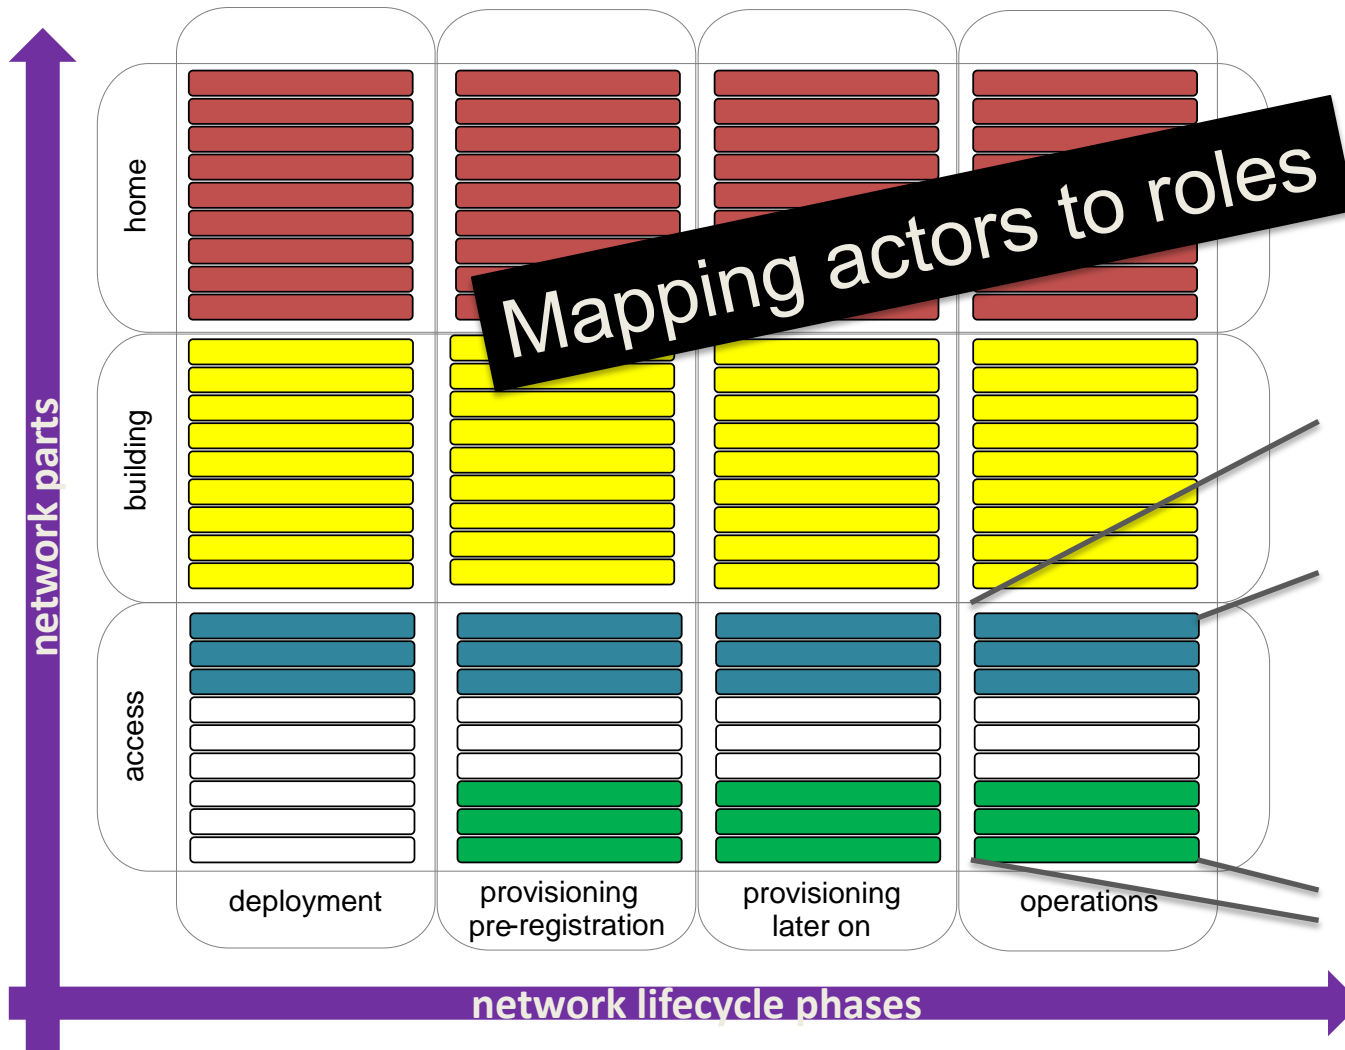 home
Mapping actors to roles
building
network parts
access
deployment
provisioning
pre-registration
provisioning
later on
operations
network lifecycle phases